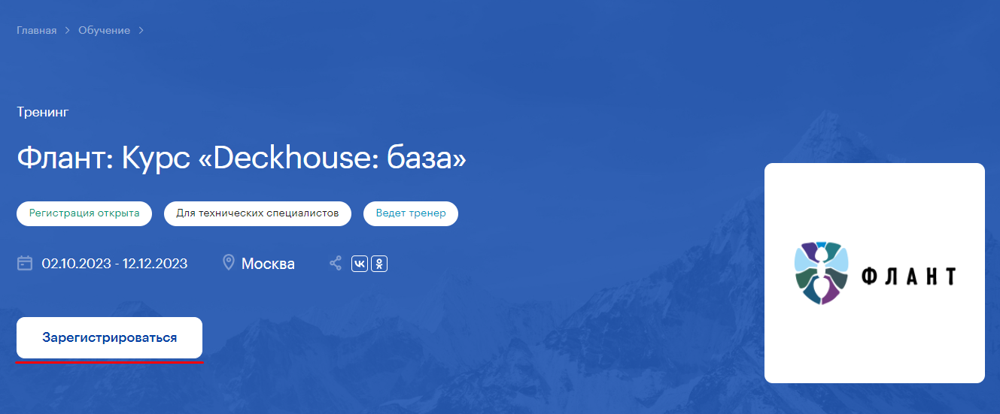 Главная > Обучение >
Тренинг
Флант: Курс «Deckhouse: база»
Регистрация открыта Для технических специалистов Ведет тренер
02.10.2023 - 12.12.2023 Москва
Зарегистрироваться
ФЛАНТ